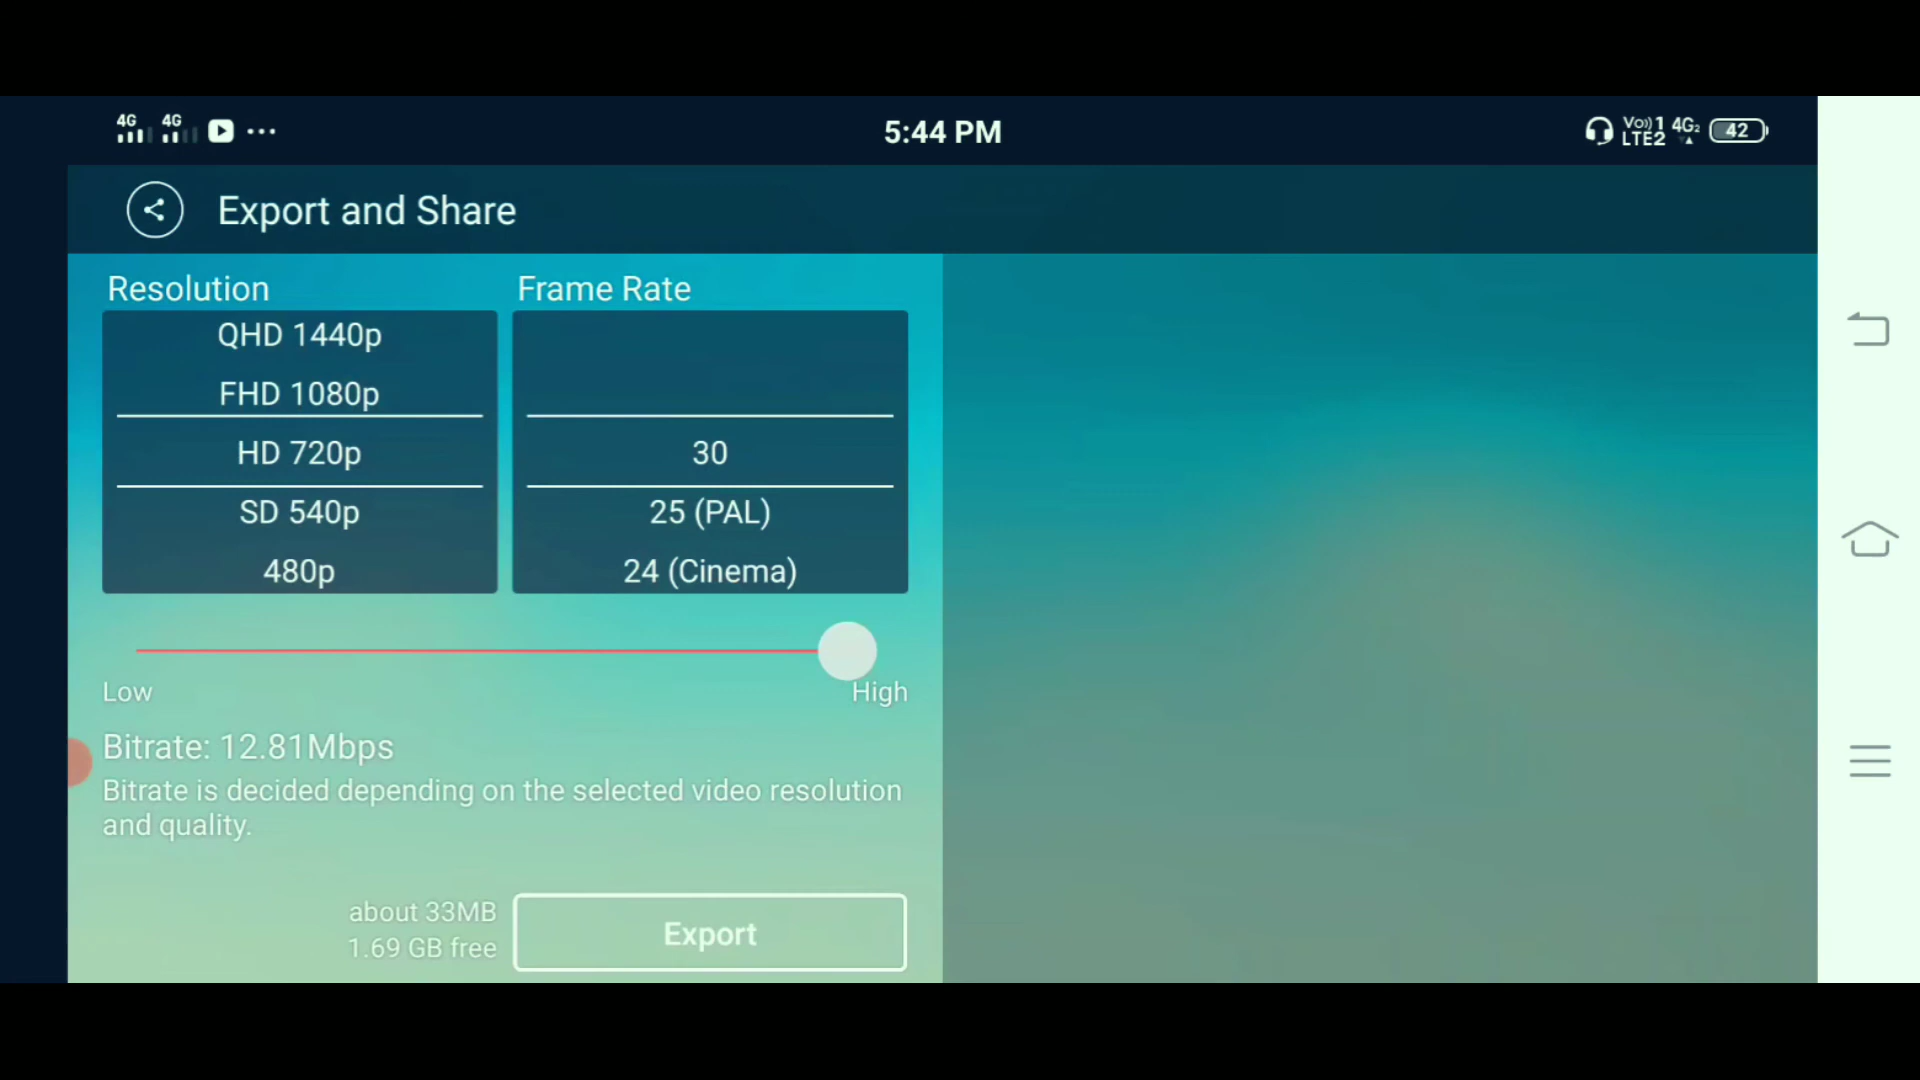 4G 4G
5:44 PM
Vo)) 1 4G2
LTE2
42
Export and Share
Resolution
Frame Rate
QHD 1440p
FHD 1080p
HD 720p
SD 540p
480p
30
25 (PAL)
24 (Cinema)
Low
High
Bitrate: 12.81Mbps
Bitrate is decided depending on the selected video resolution
and quality.
about 33MB
1.69 GB free
Export